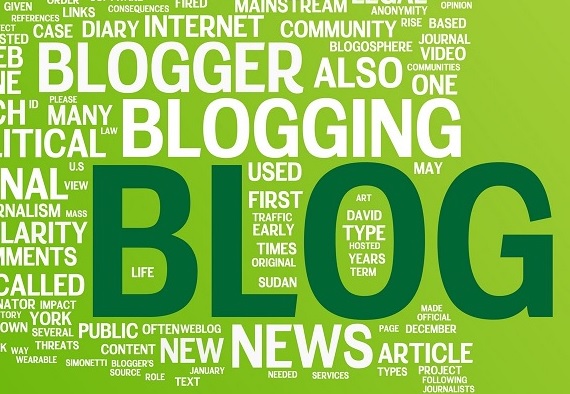 GIVEN ORDER CONSEQUENCES FIRED MAINSTREAM LEGAL OPINION
REFERENCES LINKS ANONYMITY RISE BASED
CASE DIARY INTERNET COMMUNITY JOURNAL
BLOGOSPHERE VIDEO
BLOGGER ALSO COMMUNITIES
ONE
ID PLEASE
MANY LAW BLOGGING
LITICAL
U.S USED MAY
NAL VIEW FIRST ART
RNALISM MASS TRAFFIC DAVID
LARITY EARLY TYPE
HOSTED
MMENTS TIMES YEARS
ORIGINAL TERM
CALLED LIFE SUDAN
BLOG
NATOR IMPACT MADE
TORY YORK OFFICIAL
OWN SEVERAL PUBLIC OFTEN WEBLOG PAGE DECEMBER
WAY THREATS CONTENT NEW NEWS ARTICLE
WEARABLE SIMONETTI BLOGGER'S JANUARY NEEDED SERVICES TYPES PROJECT
SOURCE ROLE TEXT FOLLOWING
JOURNALISTS